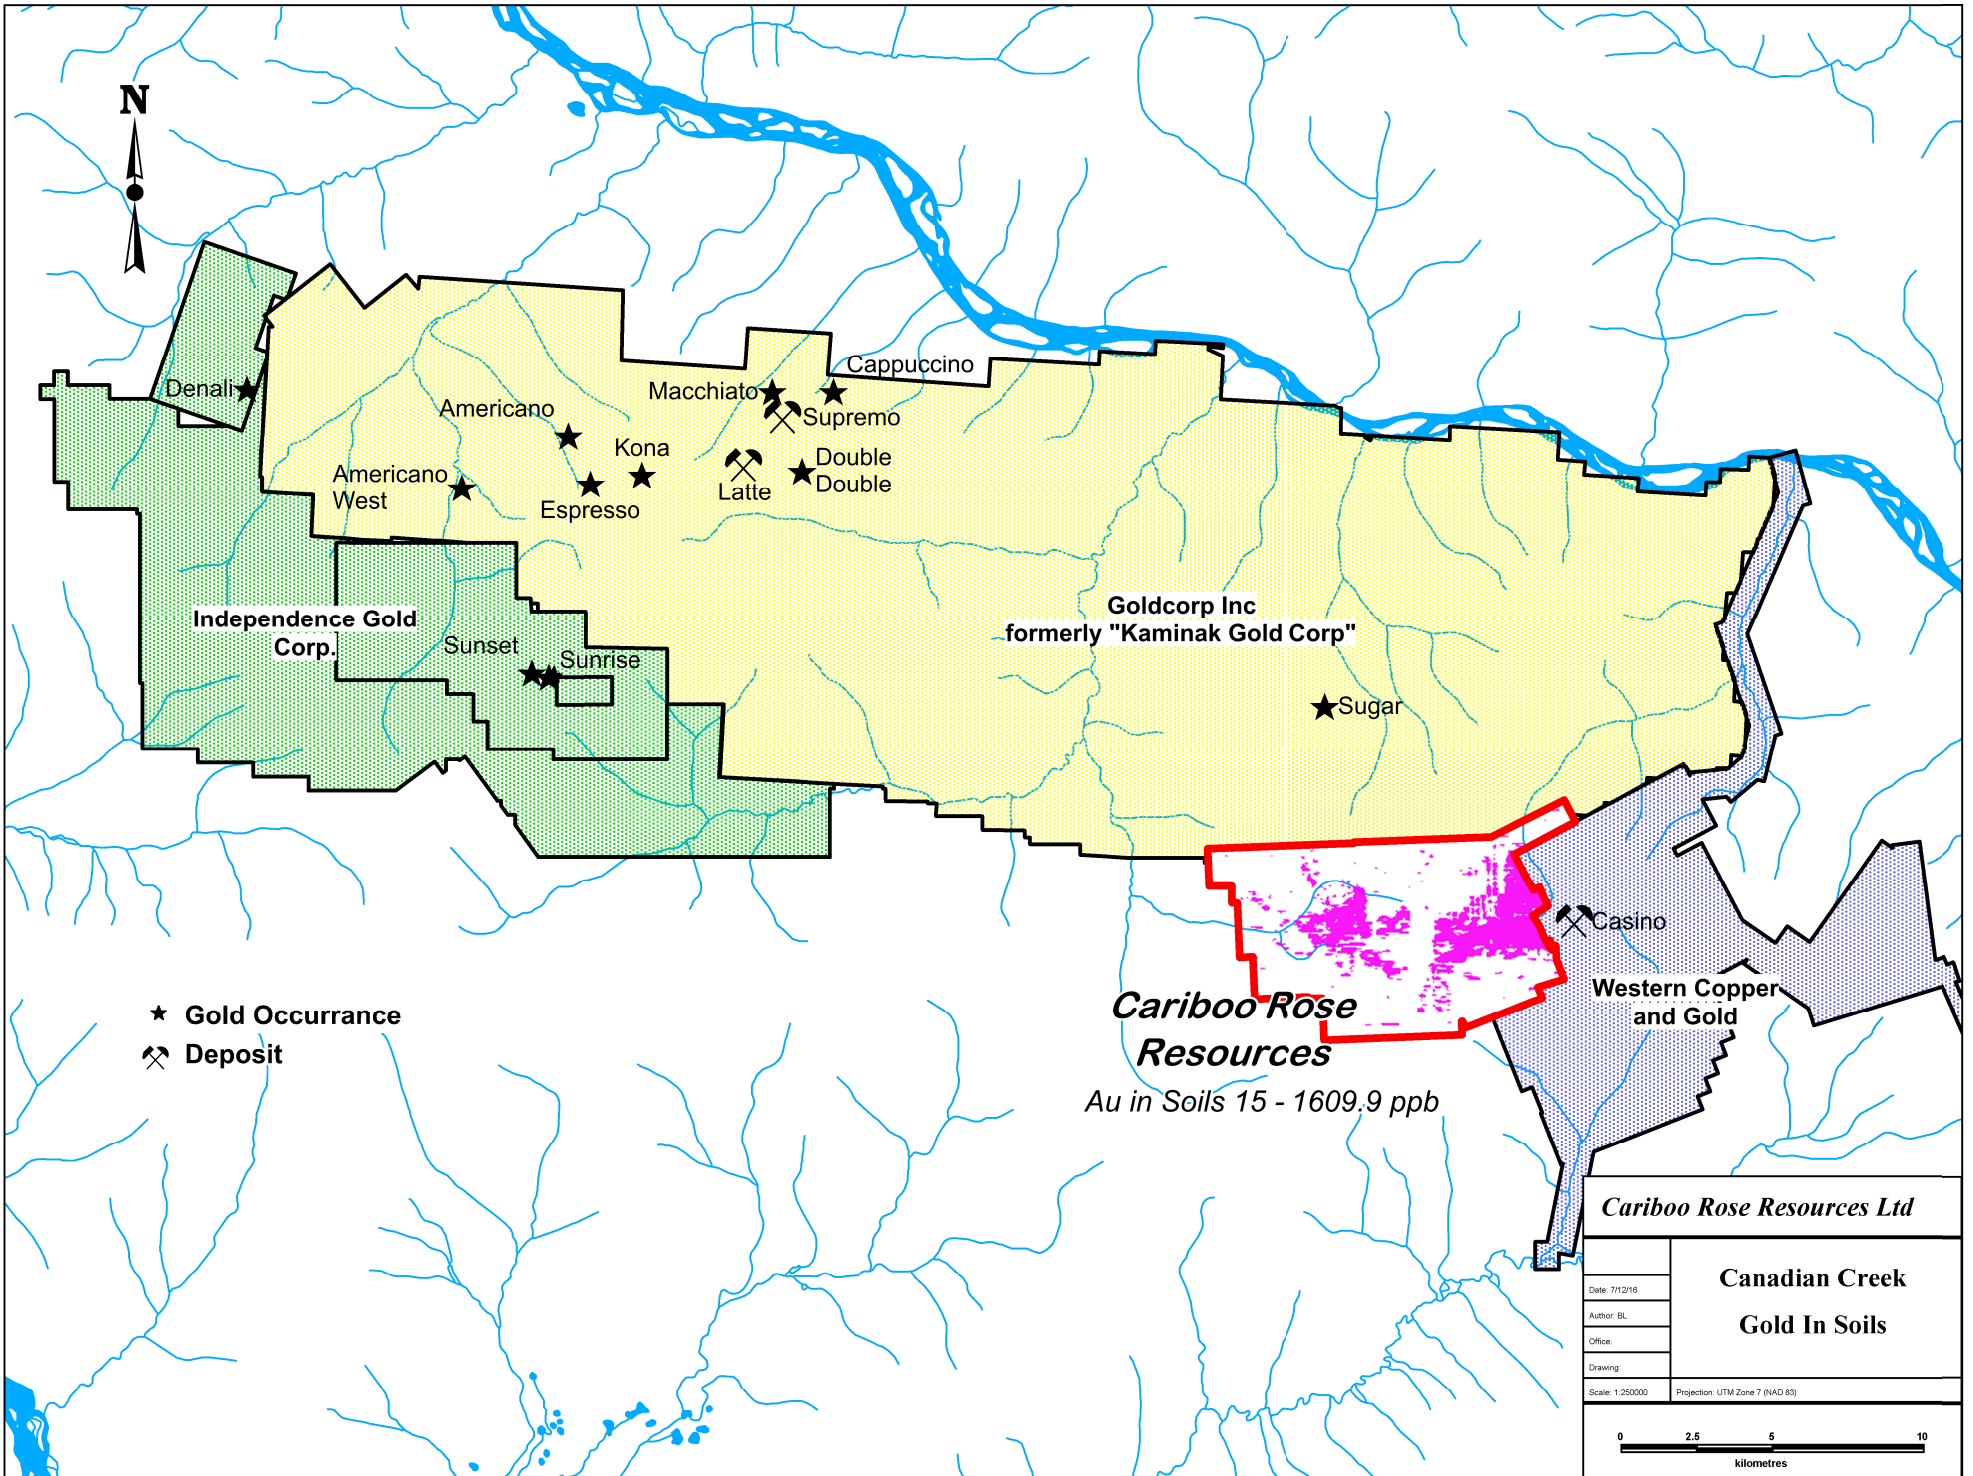 N
Denali
Cappuccino
Macchiato
Americano
Supremo
Kona
Double
Double
Americano
West
Latte
Espresso
Goldcorp Inc
formerly "Kaminak Gold Corp"
Independence Gold
Corp.
Sunset
Sunrise
Sugar
Casino
Western Copper
and Gold
Cariboo Rose
Resources
Au in Soils 15 - 1609.9 ppb
Gold Occurrance
Deposit
Cariboo Rose Resources Ltd
Canadian Creek
Gold In Soils
Date: 7/12/16
Author: BL
Office:
Drawing:
Scale: 1:250000
Projection: UTM Zone 7 (NAD 83)
0 2.5 5 10
kilometres